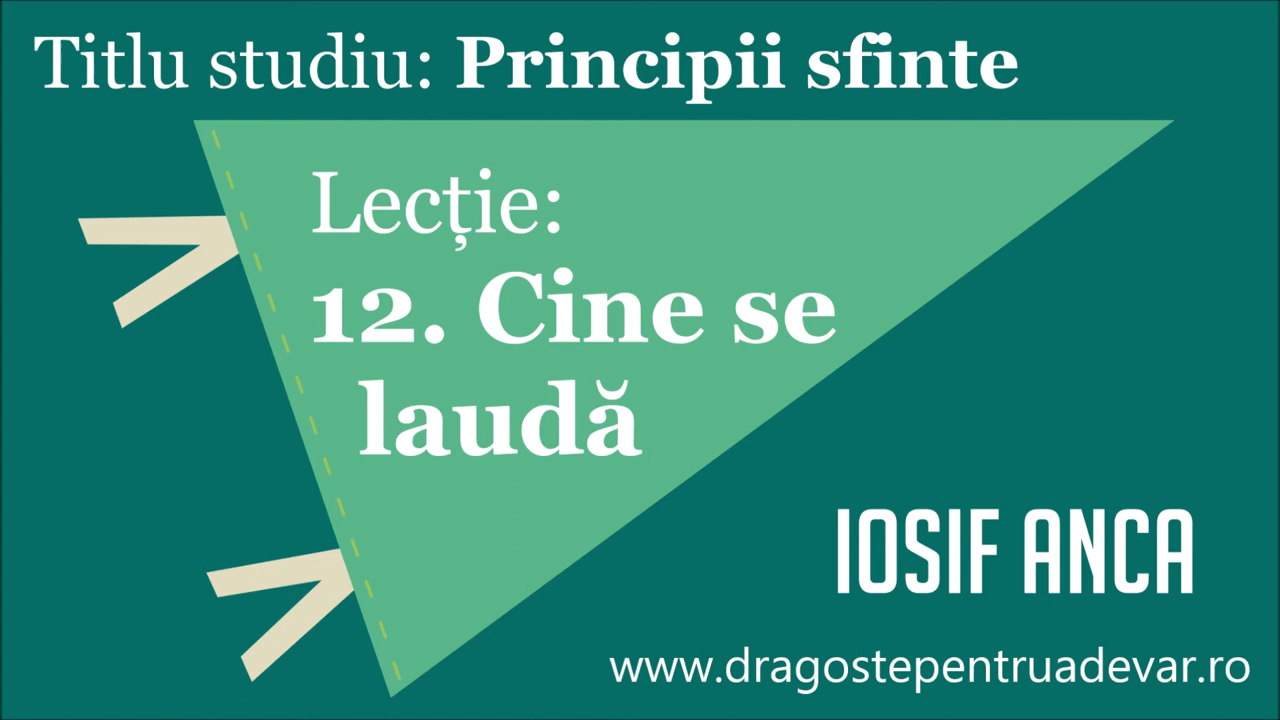 Titlu studiu: Principii sfinte
Lecție:
12. Cine se
laudă
IOSIF ANCA
www.dragostepentruadevar.ro